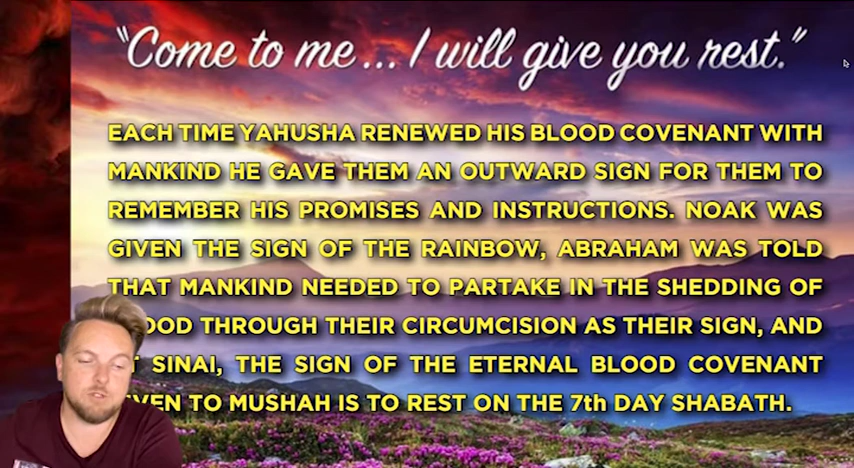 "Come to me... I will give you rest."
EACH TIME YAHUSHA RENEWED HIS BLOOD COVENANT WITH
MANKIND HE GAVE THEM AN OUTWARD SIGN FOR THEM TO
REMEMBER HIS PROMISES AND INSTRUCTIONS. NOAK WAS
GIVEN THE SIGN OF THE RAINBOW, ABRAHAM WAS TOLD
THAT MANKIND NEEDED TO PARTAKE IN THE SHEDDING OF
OOD THROUGH THEIR CIRCUMCISION AS THEIR SIGN, AND
SINAI, THE SIGN OF THE ETERNAL BLOOD COVENANT
VEN TO MUSHAH IS TO REST ON THE 7th DAY SHABATH.